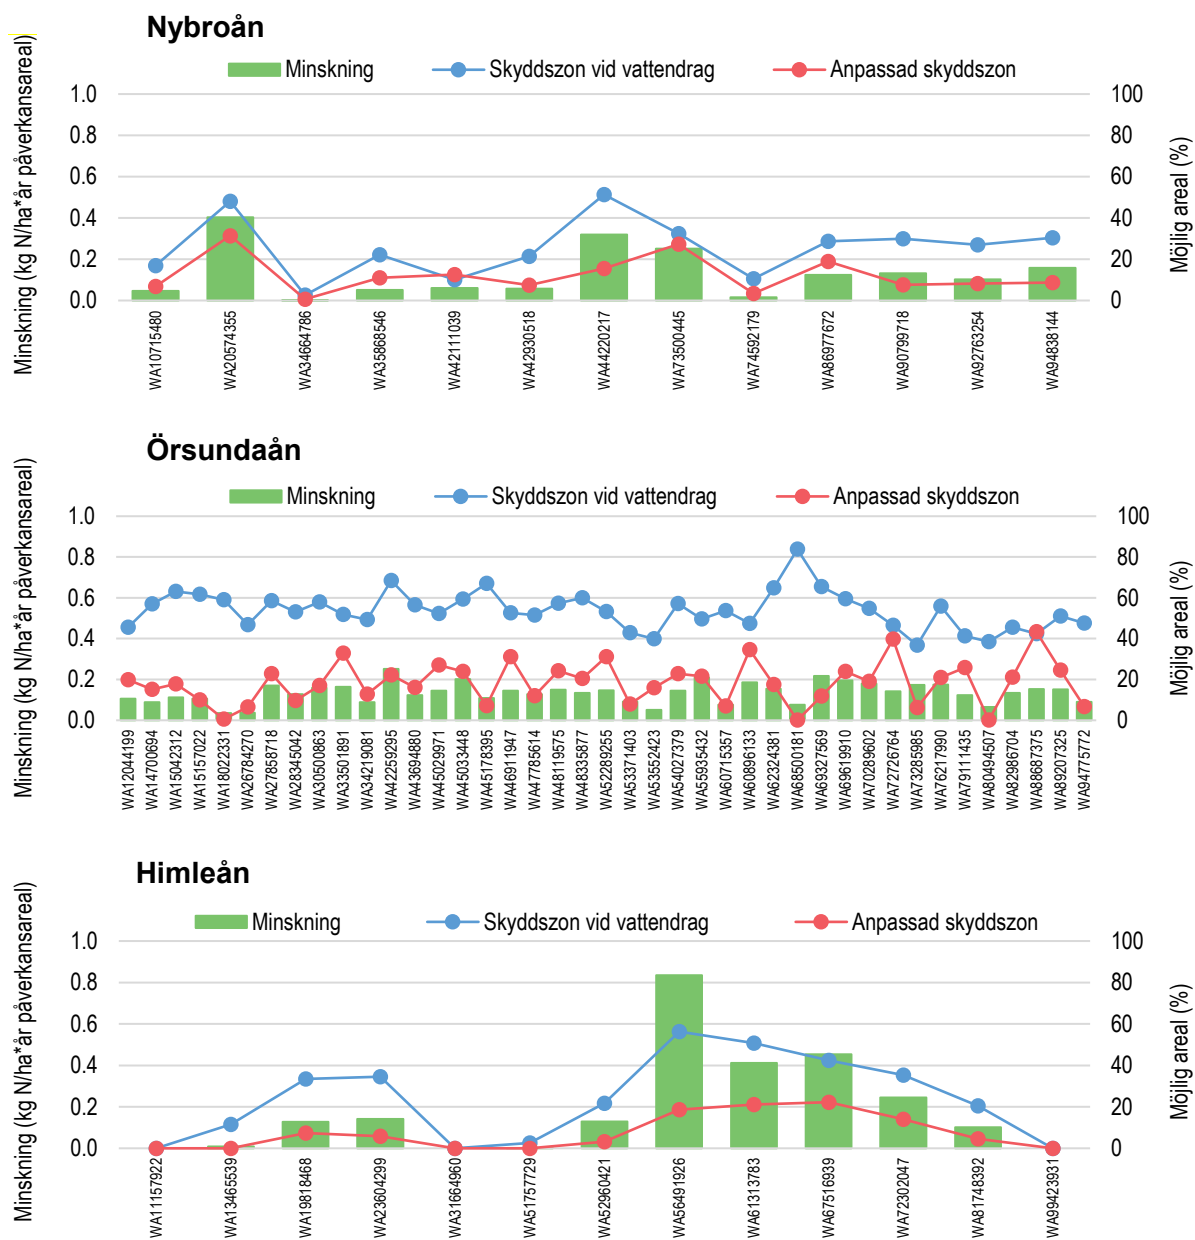 Nybroån
Minskning
Skyddszon vid vattendrag
Anpassad skyddszon
Minskning (kg N/ha*år påverkansareal)
1.0
0.8
0.6
0.4
0.2
0.0
100
80
60
40
20
0
Möjlig areal (%)
WA10715480
WA20574355
WA34664786
WA35868546
WA42111039
WA42930518
WA44220217
WA73500445
WA74592179
WA86977672
WA90799718
WA92763254
WA94838144
Örsundaån
Minskning
Skyddszon vid vattendrag
Anpassad skyddszon
Minskning (kg N/ha*år påverkansareal)
1.0
0.8
0.6
0.4
0.2
0.0
100
80
60
40
20
0
Möjlig areal (%)
WA12044199
WA14700694
WA15042312
WA15157022
WA18022331
WA26784270
WA27858718
WA28345042
WA30500863
WA33501891
WA34219081
WA42259295
WA43694880
WA45029971
WA45033448
WA45178395
WA46911947
WA47785614
WA48119575
WA48335877
WA52289255
WA53371403
WA53552423
WA54027379
WA55935432
WA60715357
WA60896133
WA62324381
WA68500181
WA69327569
WA69619910
WA70289602
WA72726764
WA73285985
WA76217990
WA79111435
WA80494507
WA82986704
WA88687375
WA89207325
WA94775772
Himleån
Minskning
Skyddszon vid vattendrag
Anpassad skyddszon
Minskning (kg N/ha*år påverkansareal)
1.0
0.8
0.6
0.4
0.2
0.0
100
80
60
40
20
0
Möjlig areal (%)
WA11157922
WA13465539
WA19818468
WA23604299
WA31664960
WA51757729
WA52960421
WA56491926
WA61313783
WA67516939
WA72302047
WA81748392
WA99423931